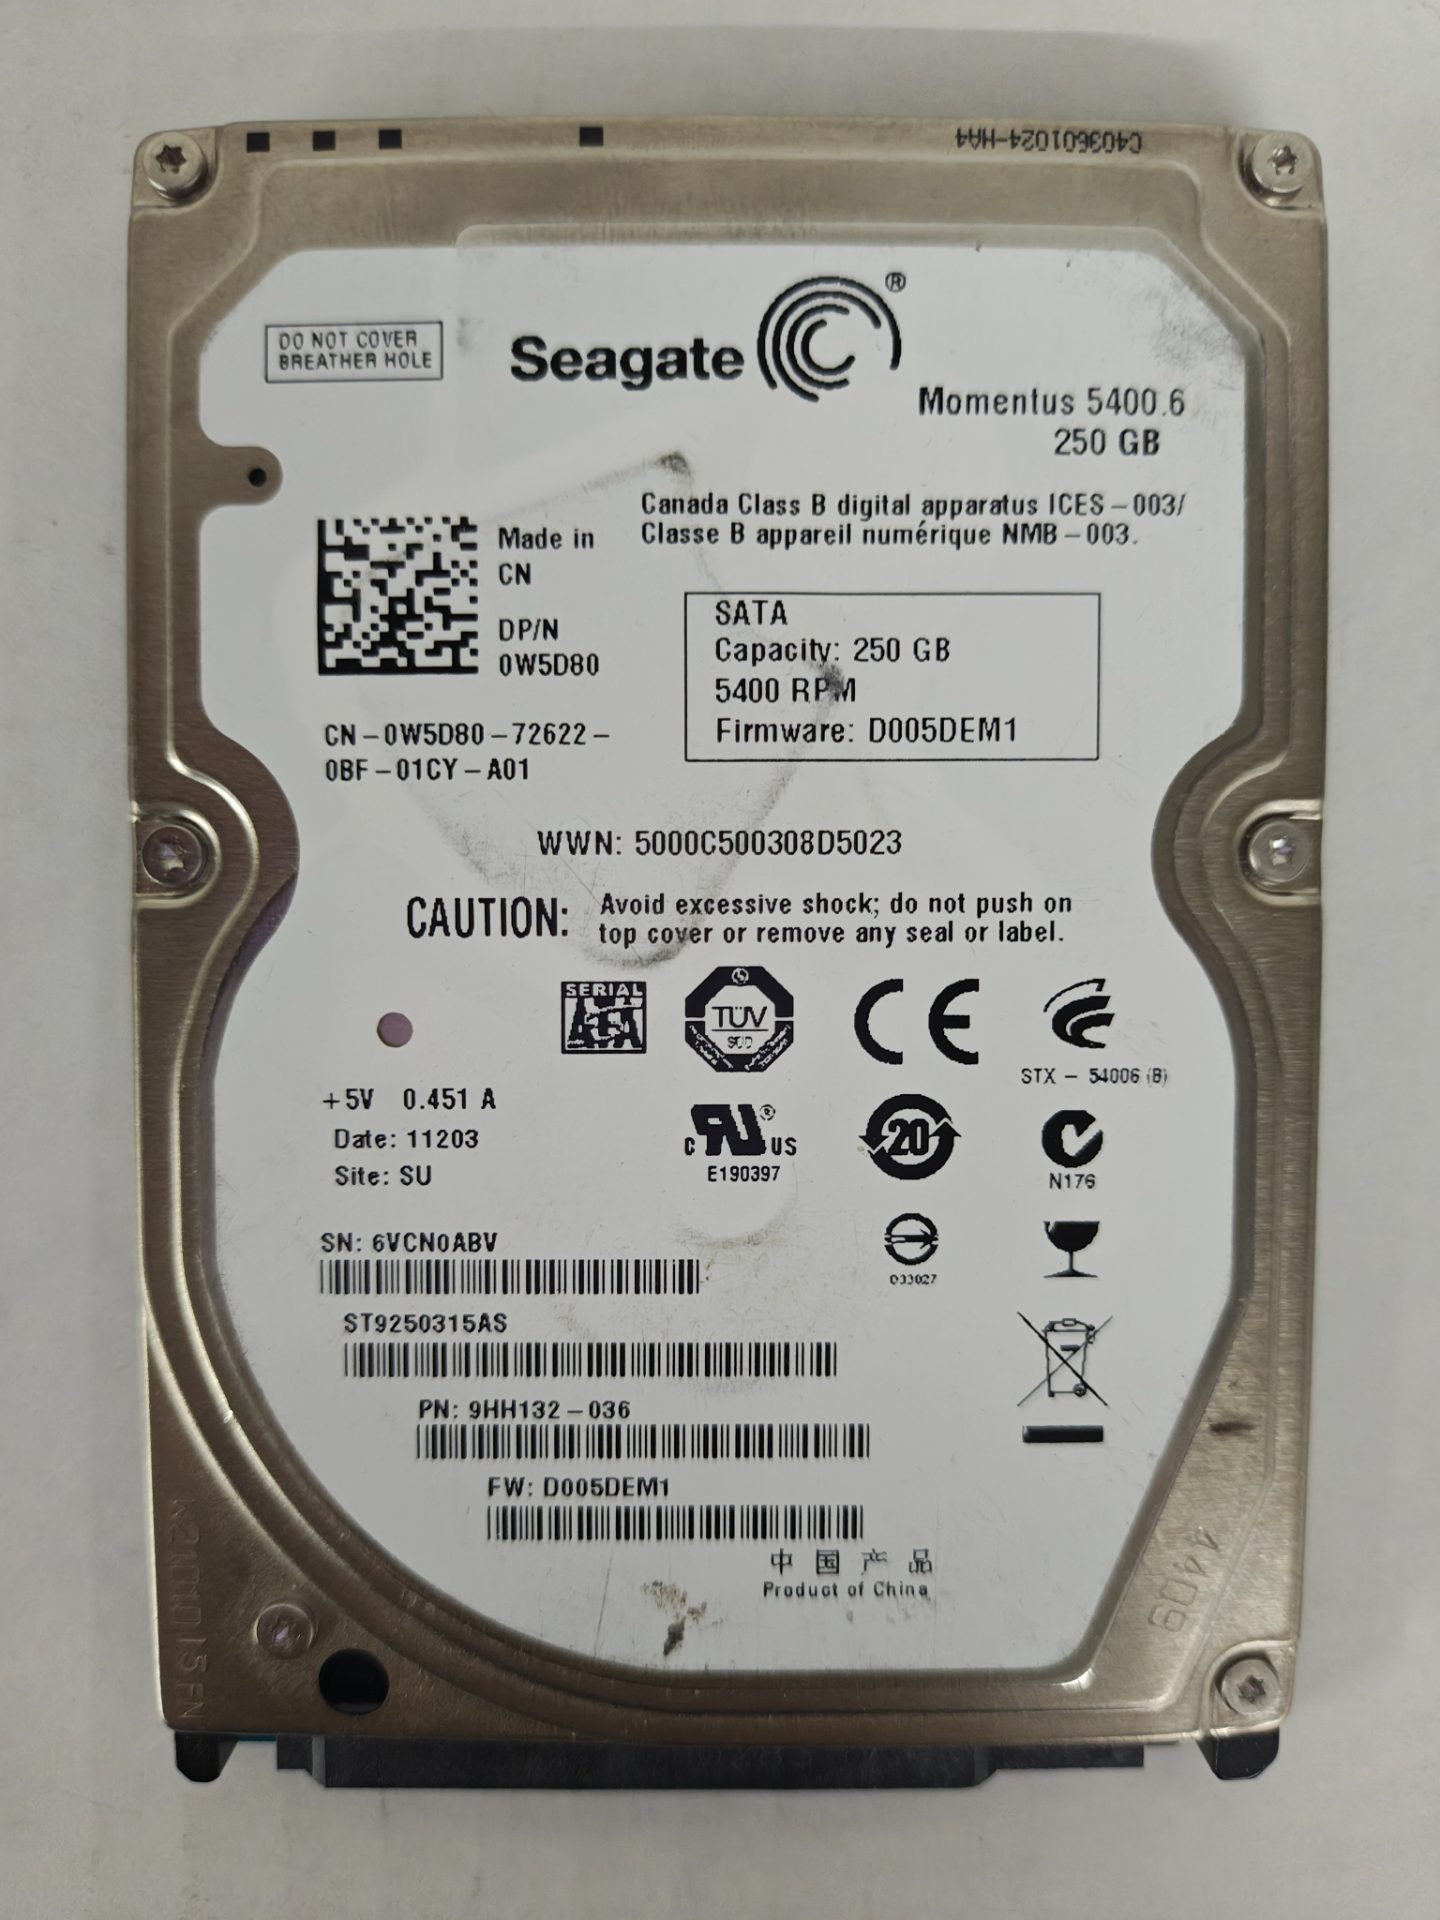 C403601024-HA4
DO NOT COVER
BREATHER HOLE
Seagate ®
Momentus 5400.6
250 GB
Canada Class B digital apparatus ICES – 003/
Classe B appareil numérique NMB – 003.
Made in
CN
DP/N
0W5D80
CN – 0W5D80 – 72622 –
0BF – 01CY – A01
SATA
Capacity: 250 GB
5400 RPM
Firmware: D005DEM1
WWN: 5000C500308D5023
CAUTION: Avoid excessive shock; do not push on
top cover or remove any seal or label.
SERIAL
ATA
TÜV
SÜD
CE
STX – 54006 (B)
+5V 0.451 A
Date: 11203
Site: SU
c RU ® US
E190397
20
N176
D33027
SN: 6VCN0ABV
ST9250315AS
PN: 9HH132 – 036
FW: D005DEM1
中国产品
Product of China
4409